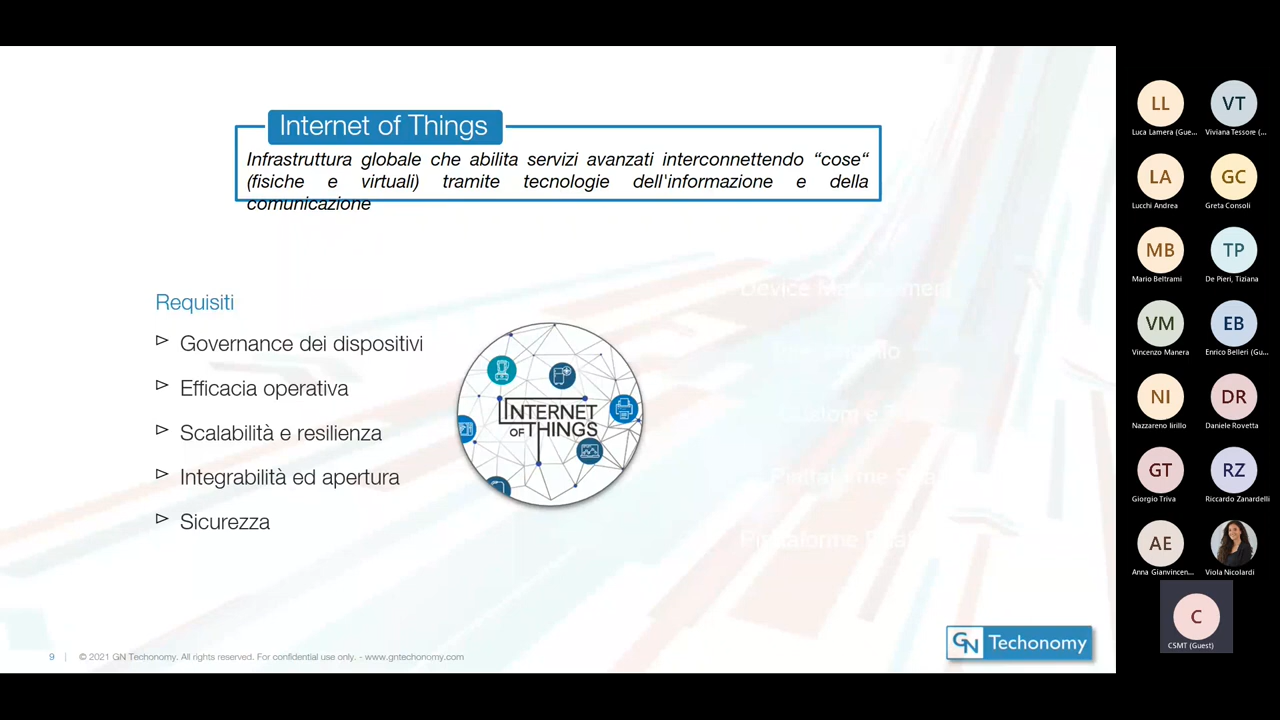 Internet of Things
Infrastruttura globale che abilita servizi avanzati interconnettendo “cose“
(fisiche e virtuali) tramite tecnologie dell'informazione e della
comunicazione
Requisiti
Governance dei dispositivi
Efficacia operativa
Scalabilità e resilienza
Integrabilità ed apertura
Sicurezza
INTERNET
OF THINGS
Device Management
9 | © 2021 GN Techonomy. All rights reserved. For confidential use only. - www.gntechonomy.com
GN Techonomy
LL
Luca Lamera (Gue...
VT
Viviana Tessore (...
LA
Lucchi Andrea
GC
Greta Consoli
MB
Mario Beltrami
TP
De Pieri, Tiziana
VM
Vincenzo Manera
EB
Enrico Belleri (Gu...
NI
Nazzareno Iirillo
DR
Daniele Rovetta
GT
Giorgio Triva
RZ
Riccardo Zanardelli
AE
Anna Gianvincen...
Viola Nicolardi
C
CSMT (Guest)